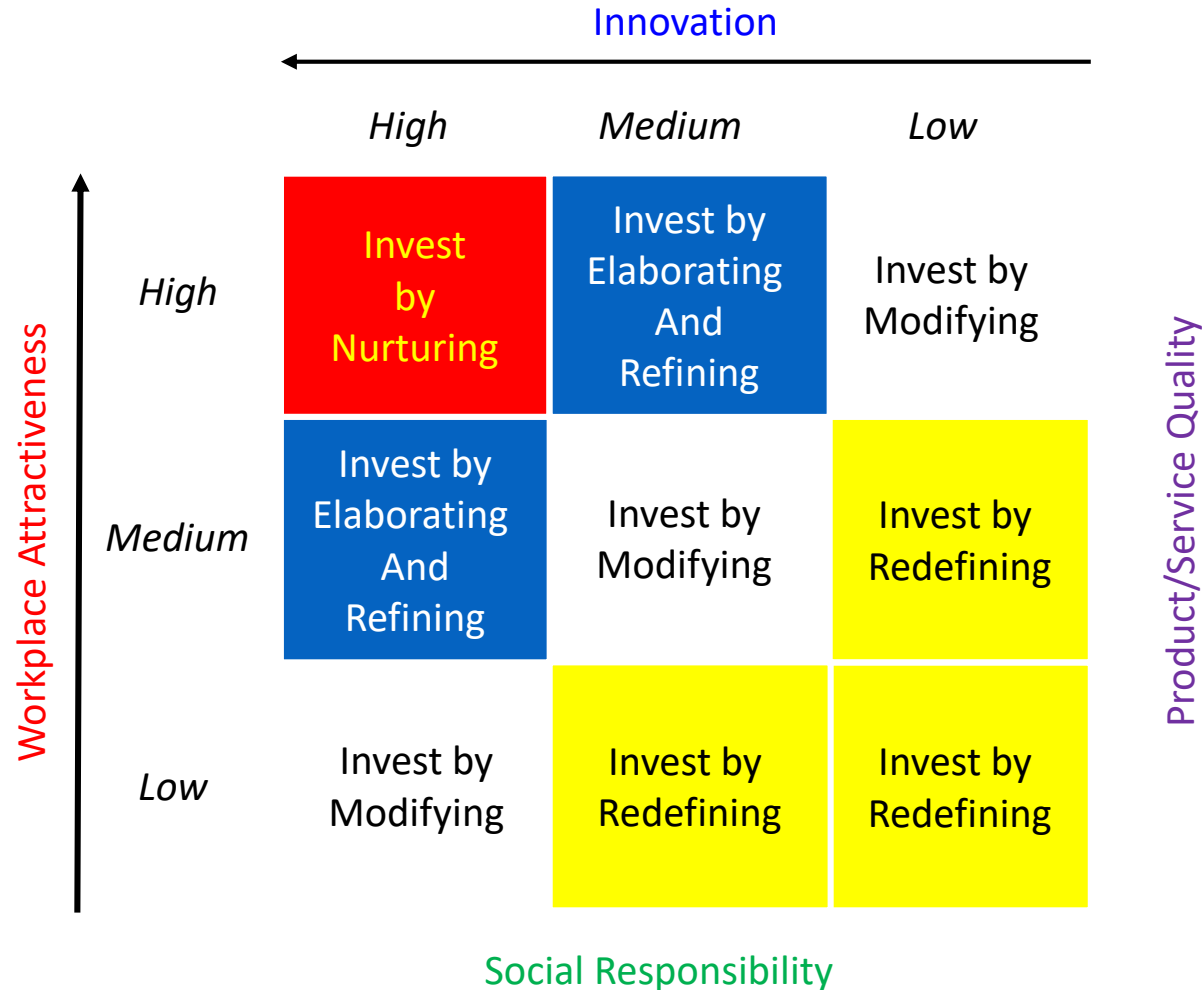 Innovation
High
Medium
Low
Workplace Attractiveness
High
Invest
by
Nurturing
Invest by
Elaborating
And
Refining
Invest by
Modifying
Product/Service Quality
Medium
Invest by
Elaborating
And
Refining
Invest by
Modifying
Invest by
Redefining
Low
Invest by
Modifying
Invest by
Redefining
Invest by
Redefining
Social Responsibility